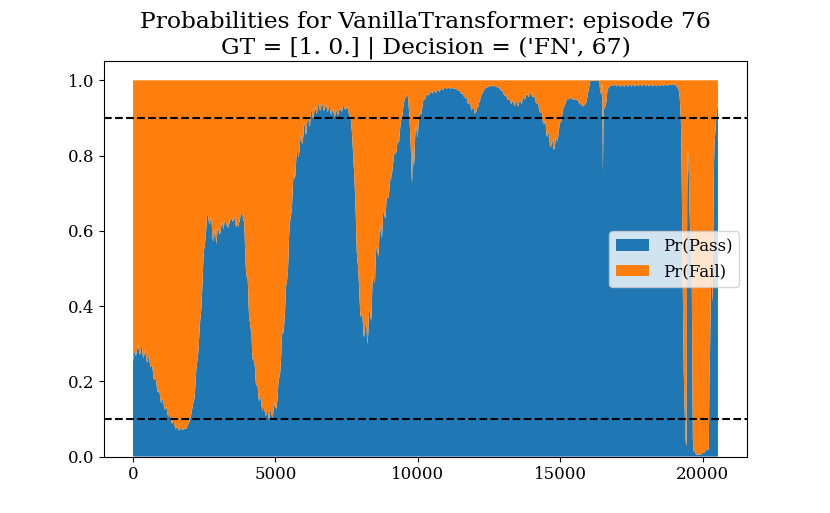 Probabilities for VanillaTransformer: episode 76
GT = [1. 0.] | Decision = ('FN', 67)
1.0
0.8
0.6
0.4
0.2
0.0
Pr(Pass)
Pr(Fail)
0
5000
10000
15000
20000